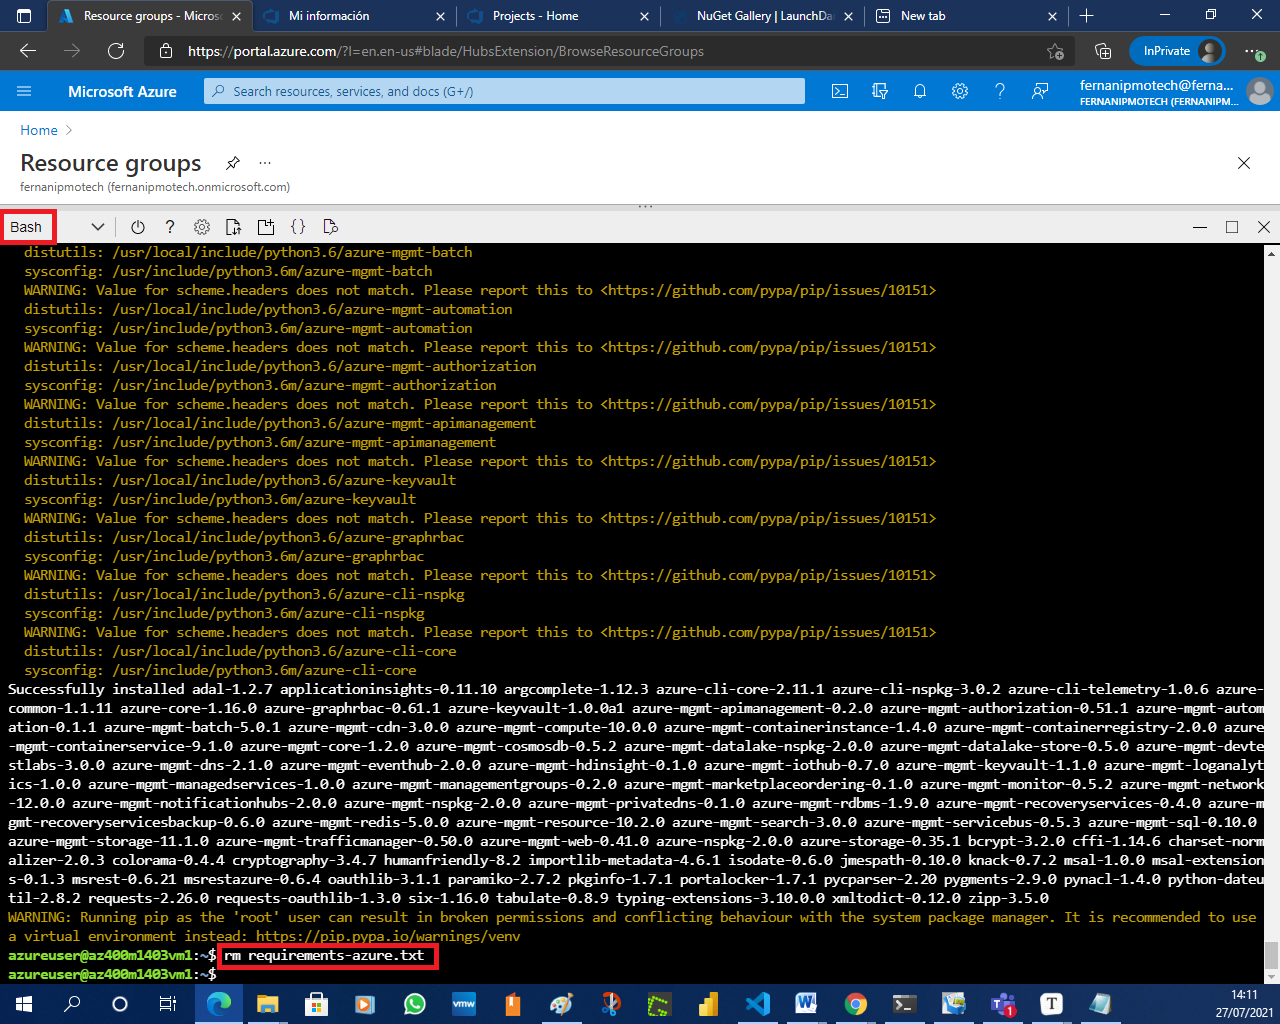 Resource groups - Microso
Mi información
Projects - Home
NuGet Gallery | LaunchDa
New tab
https://portal.azure.com/?l=en.en-us#blade/HubsExtension/BrowseResourceGroups
InPrivate
Microsoft Azure
Search resources, services, and docs (G+/)
fernanipmotech@ferna...
FERNANIPMOTECH (FERNANIPM...
Home
Resource groups
fernanipmotech (fernanipmotech.onmicrosoft.com)
Bash
distutils: /usr/local/include/python3.6/azure-mgmt-batch
sysconfig: /usr/include/python3.6m/azure-mgmt-batch
WARNING: Value for scheme.headers does not match. Please report this to <https://github.com/pypa/pip/issues/10151>
distutils: /usr/local/include/python3.6/azure-mgmt-automation
sysconfig: /usr/include/python3.6m/azure-mgmt-automation
WARNING: Value for scheme.headers does not match. Please report this to <https://github.com/pypa/pip/issues/10151>
distutils: /usr/local/include/python3.6/azure-mgmt-authorization
sysconfig: /usr/include/python3.6m/azure-mgmt-authorization
WARNING: Value for scheme.headers does not match. Please report this to <https://github.com/pypa/pip/issues/10151>
distutils: /usr/local/include/python3.6/azure-mgmt-apimanagement
sysconfig: /usr/include/python3.6m/azure-mgmt-apimanagement
WARNING: Value for scheme.headers does not match. Please report this to <https://github.com/pypa/pip/issues/10151>
distutils: /usr/local/include/python3.6/azure-keyvault
sysconfig: /usr/include/python3.6m/azure-keyvault
WARNING: Value for scheme.headers does not match. Please report this to <https://github.com/pypa/pip/issues/10151>
distutils: /usr/local/include/python3.6/azure-graphrbac
sysconfig: /usr/include/python3.6m/azure-graphrbac
WARNING: Value for scheme.headers does not match. Please report this to <https://github.com/pypa/pip/issues/10151>
distutils: /usr/local/include/python3.6/azure-cli-nspkg
sysconfig: /usr/include/python3.6m/azure-cli-nspkg
WARNING: Value for scheme.headers does not match. Please report this to <https://github.com/pypa/pip/issues/10151>
distutils: /usr/local/include/python3.6/azure-cli-core
sysconfig: /usr/include/python3.6m/azure-cli-core
Successfully installed adal-1.2.7 applicationinsights-0.11.10 argcomplete-1.12.3 azure-cli-core-2.11.1 azure-cli-nspkg-3.0.2 azure-cli-telemetry-1.0.6 azure-
common-1.1.11 azure-core-1.16.0 azure-graphrbac-0.61.1 azure-keyvault-1.0.0a1 azure-mgmt-apimanagement-0.2.0 azure-mgmt-authorization-0.51.1 azure-mgmt-autom
ation-0.1.1 azure-mgmt-batch-5.0.1 azure-mgmt-cdn-3.0.0 azure-mgmt-compute-10.0.0 azure-mgmt-containerinstance-1.4.0 azure-mgmt-containerregistry-2.0.0 azure
-mgmt-containerservice-9.1.0 azure-mgmt-core-1.2.0 azure-mgmt-cosmosdb-0.5.2 azure-mgmt-datalake-nspkg-2.0.0 azure-mgmt-datalake-store-0.5.0 azure-mgmt-devte
stlabs-3.0.0 azure-mgmt-dns-2.1.0 azure-mgmt-eventhub-2.0.0 azure-mgmt-hdinsight-0.1.0 azure-mgmt-iothub-0.7.0 azure-mgmt-keyvault-1.1.0 azure-mgmt-loganalyt
ics-1.0.0 azure-mgmt-managedservices-1.0.0 azure-mgmt-managementgroups-0.2.0 azure-mgmt-marketplaceordering-0.1.0 azure-mgmt-monitor-0.5.2 azure-mgmt-network
-12.0.0 azure-mgmt-notificationhubs-2.0.0 azure-mgmt-nspkg-2.0.0 azure-mgmt-privatedns-0.1.0 azure-mgmt-rdbms-1.9.0 azure-mgmt-recoveryservices-0.4.0 azure-m
gmt-recoveryservicesbackup-0.6.0 azure-mgmt-redis-5.0.0 azure-mgmt-resource-10.2.0 azure-mgmt-search-3.0.0 azure-mgmt-servicebus-0.5.3 azure-mgmt-sql-0.10.0
azure-mgmt-storage-11.1.0 azure-mgmt-trafficmanager-0.50.0 azure-mgmt-web-0.41.0 azure-nspkg-2.0.0 azure-storage-0.35.1 bcrypt-3.2.0 cffi-1.14.6 charset-norm
alizer-2.0.3 colorama-0.4.4 cryptography-3.4.7 humanfriendly-8.2 importlib-metadata-4.6.1 isodate-0.6.0 jmespath-0.10.0 knack-0.7.2 msal-1.0.0 msal-extension
s-0.1.3 msrest-0.6.21 msrestazure-0.6.4 oauthlib-3.1.1 paramiko-2.7.2 pkginfo-1.7.1 portalocker-1.7.1 pycparser-2.20 pygments-2.9.0 pynacl-1.4.0 python-dateu
til-2.8.2 requests-2.26.0 requests-oauthlib-1.3.0 six-1.16.0 tabulate-0.8.9 typing-extensions-3.10.0.0 xmltodict-0.12.0 zipp-3.5.0
WARNING: Running pip as the 'root' user can result in broken permissions and conflicting behaviour with the system package manager. It is recommended to use
a virtual environment instead: https://pip.pypa.io/warnings/venv
azureuser@az400m1403vm1:~$ rm requirements-azure.txt
azureuser@az400m1403vm1:~$
14:11
27/07/2021